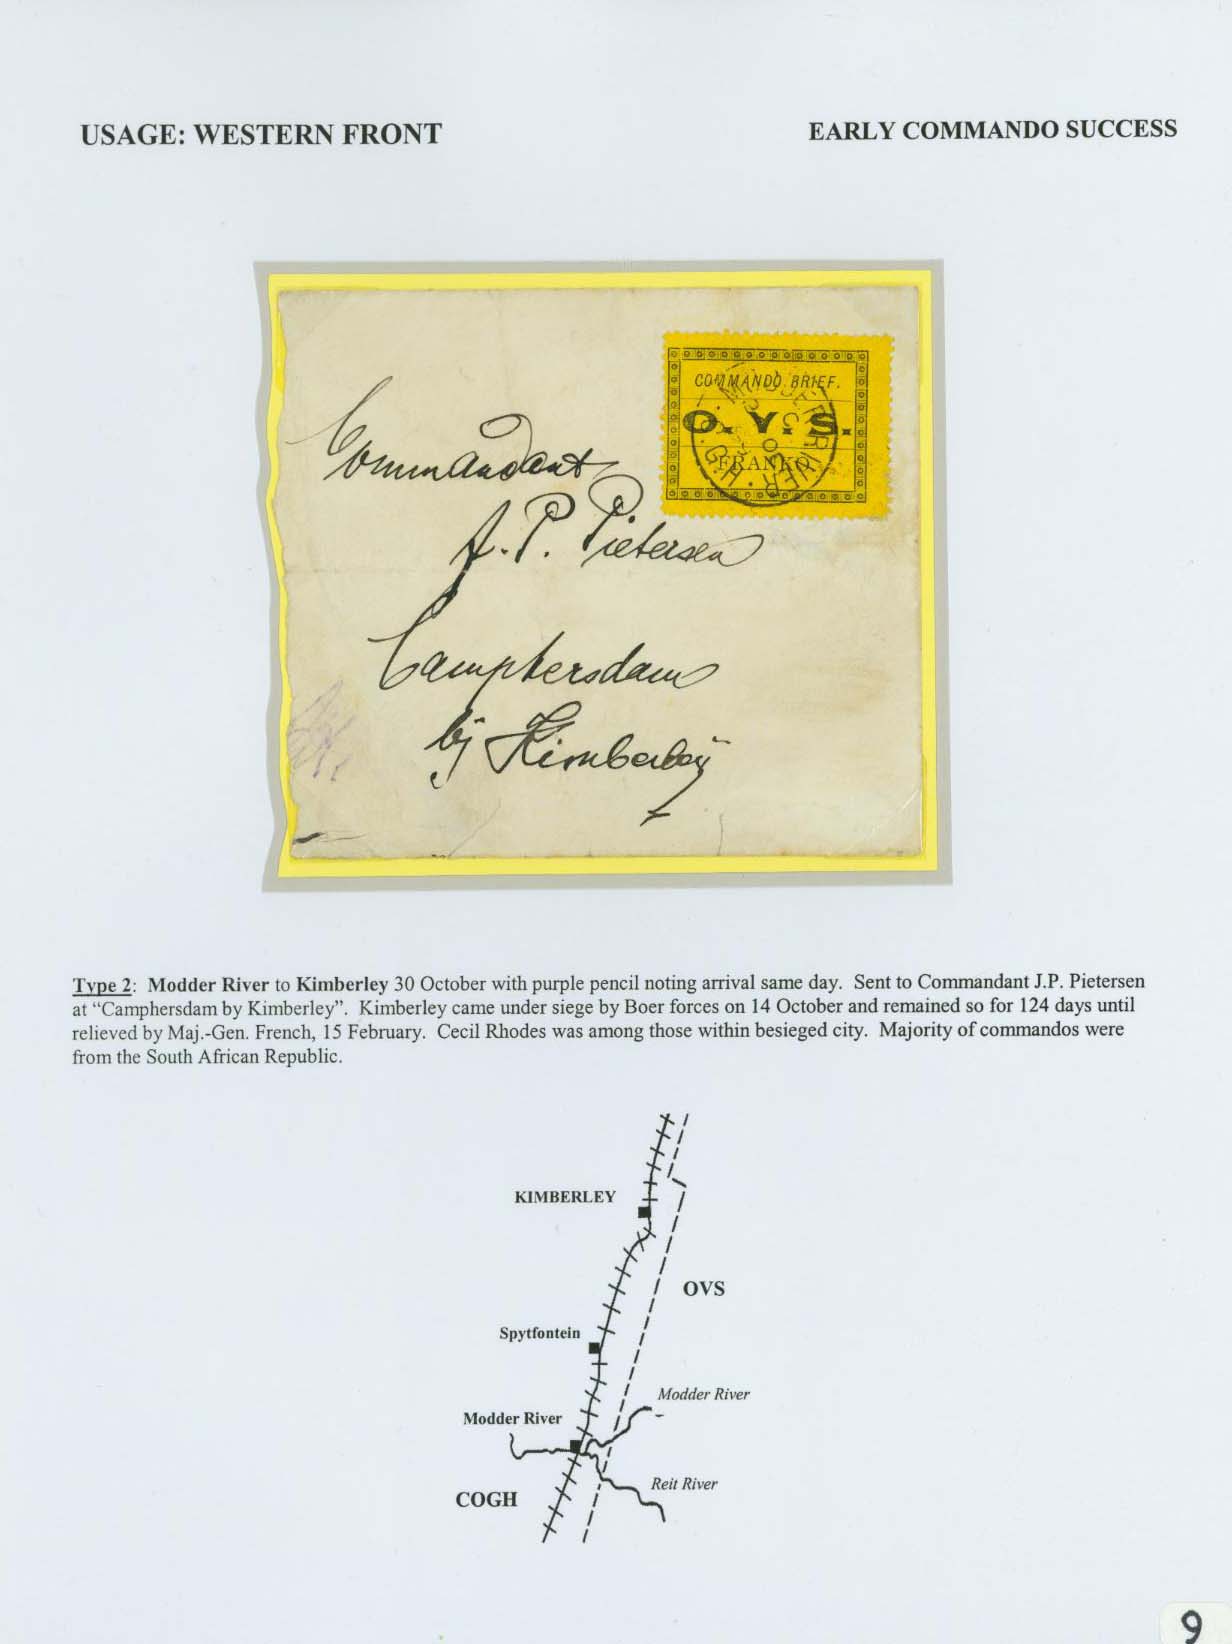 USAGE: WESTERN FRONT
EARLY COMMANDO SUCCESS
COMMANDO BRIEF.
O. V. S.
FRANKO.
MODDER RIVER
Commandant
J. P. Pietersen
Camphersdam
bij Kimberley
Type 2: Modder River to Kimberley 30 October with purple pencil noting arrival same day. Sent to Commandant J.P. Pietersen
at “Camphersdam by Kimberley”. Kimberley came under siege by Boer forces on 14 October and remained so for 124 days until
relieved by Maj.-Gen. French, 15 February. Cecil Rhodes was among those within besieged city. Majority of commandos were
from the South African Republic.
KIMBERLEY
OVS
Spytfontein
Modder River
Modder River
Reit River
COGH
9